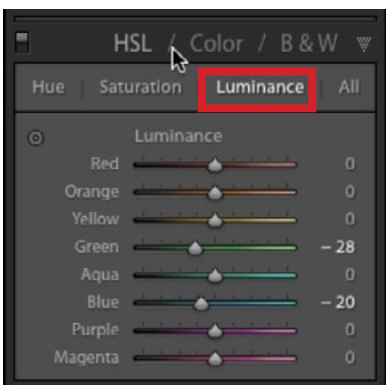 HSL / Color / B & W
Hue | Saturation | Luminance | All
Luminance
Red 0
Orange 0
Yellow 0
Green – 28
Aqua 0
Blue – 20
Purple 0
Magenta 0